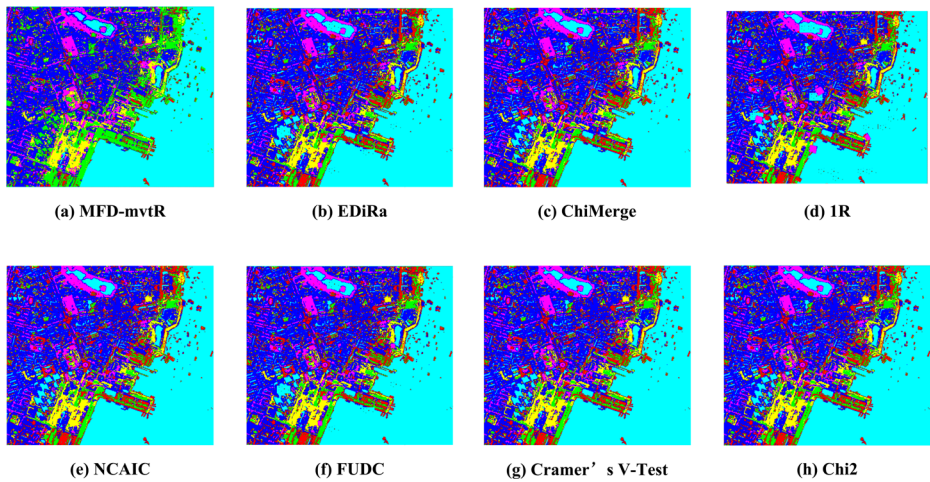 (a) MFD-mvtR
(b) EDiRa
(c) ChiMerge
(d) 1R
(e) NCAIC
(f) FUDC
(g) Cramer’ s V-Test
(h) Chi2